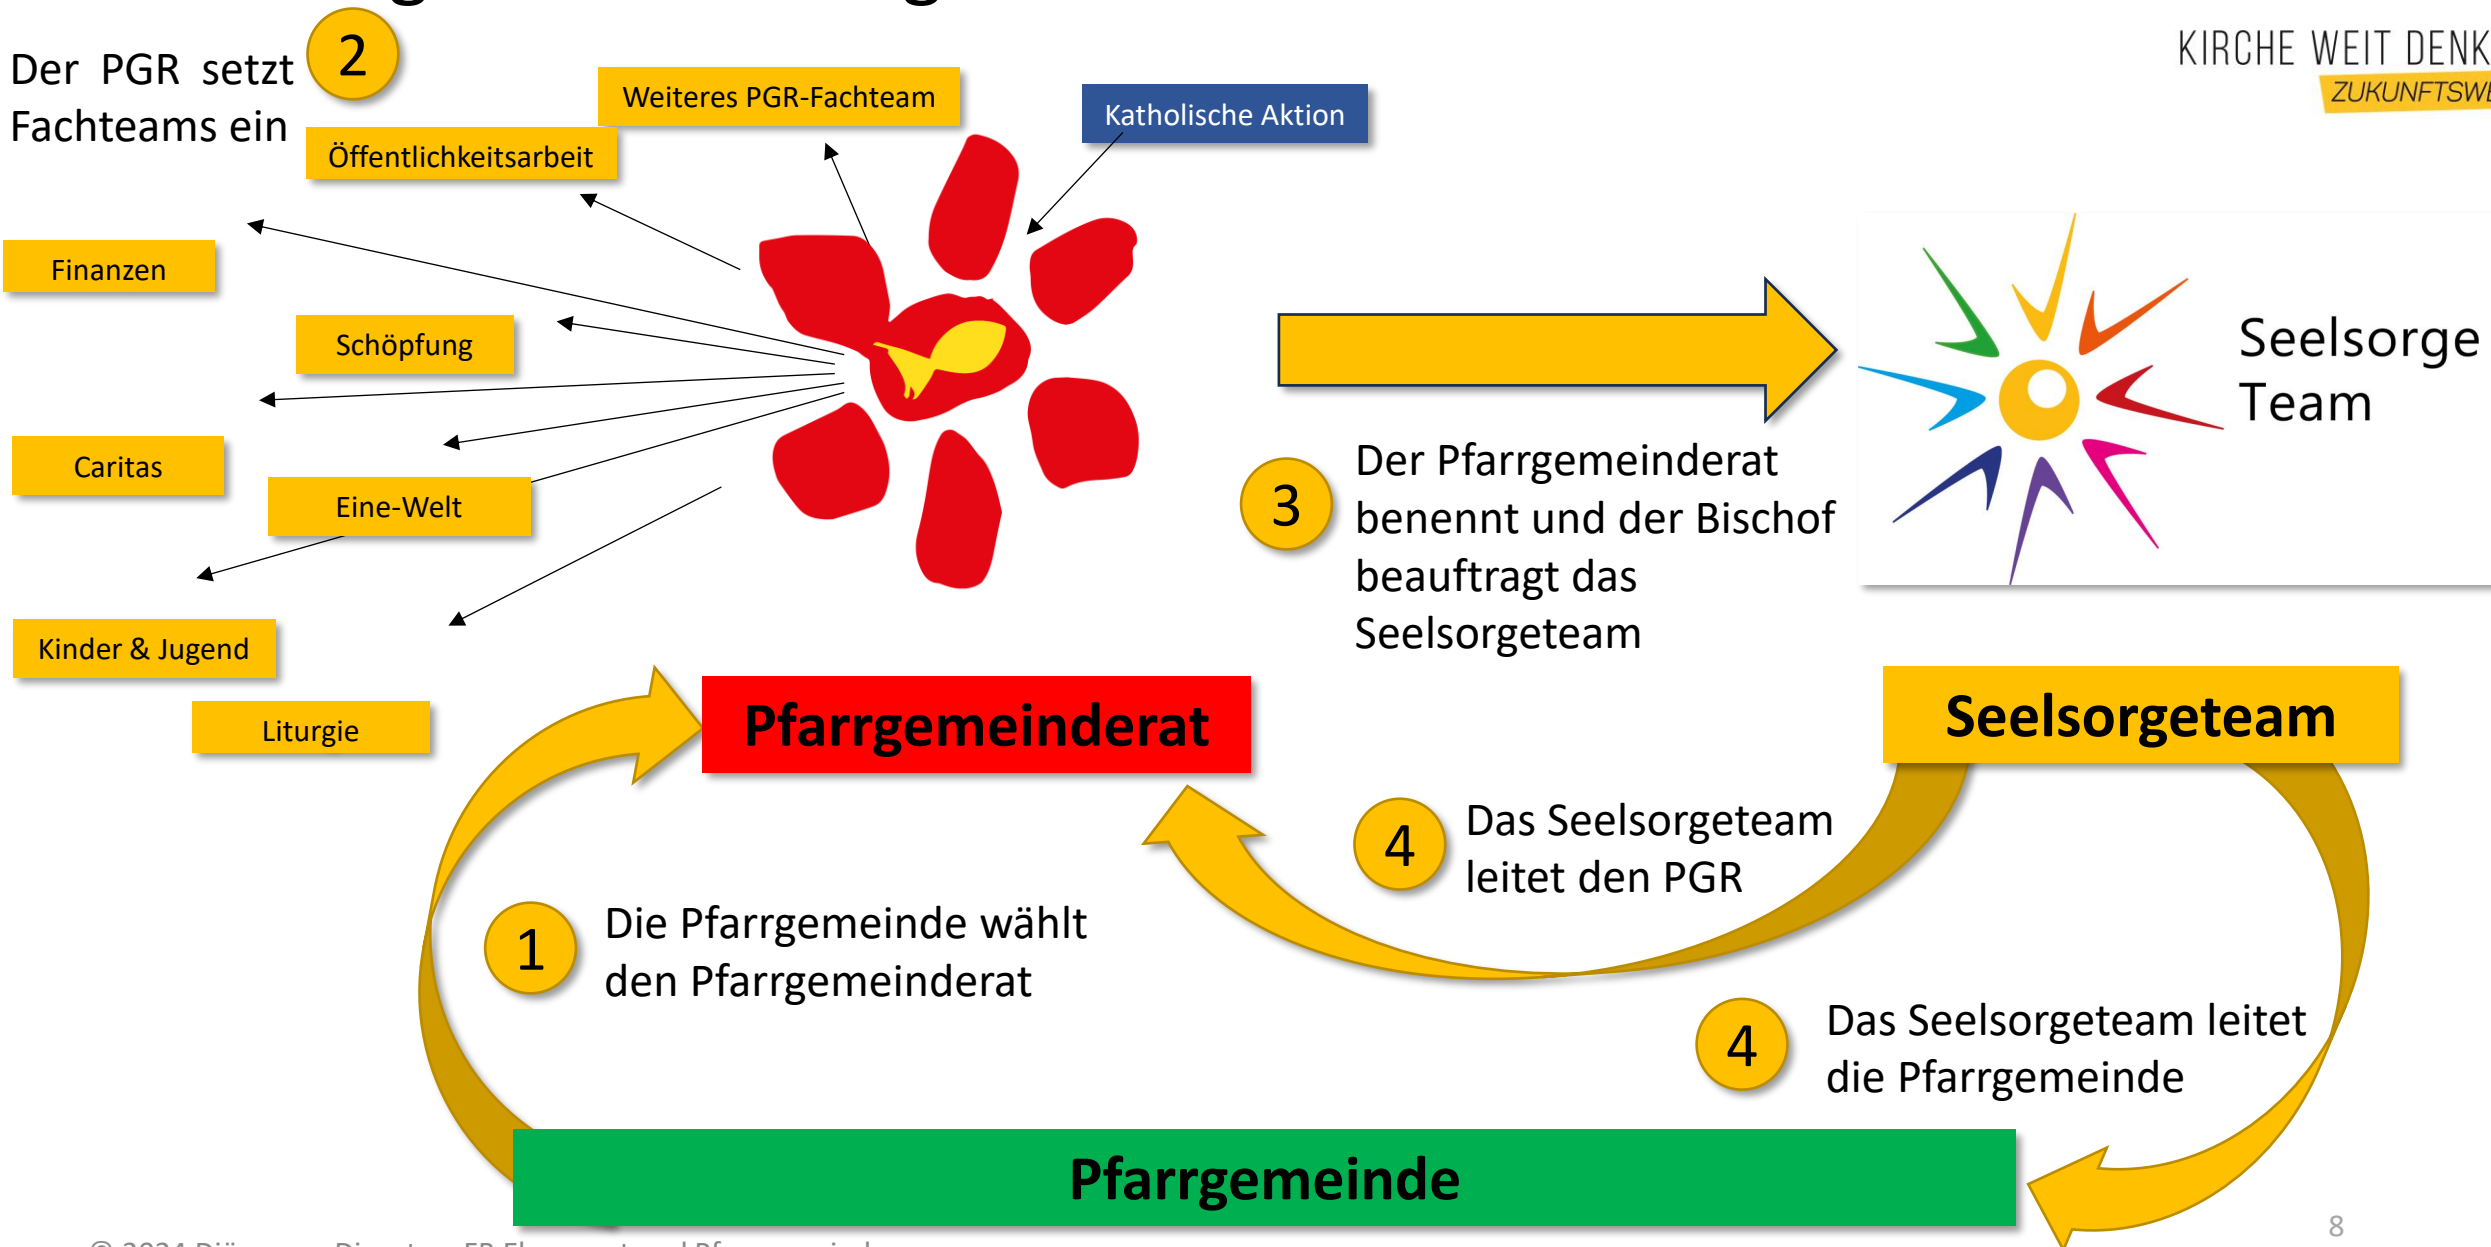 2
Der PGR setzt
Fachteams ein
Weiteres PGR-Fachteam
Öffentlichkeitsarbeit
Katholische Aktion
KIRCHE WEIT DENK
ZUKUNFTSWE
Finanzen
Schöpfung
Caritas
Eine-Welt
Kinder & Jugend
Liturgie
Seelsorge
Team
3
Der Pfarrgemeinderat
benennt und der Bischof
beauftragt das
Seelsorgeteam
Pfarrgemeinderat
Seelsorgeteam
4
Das Seelsorgeteam
leitet den PGR
1
Die Pfarrgemeinde wählt
den Pfarrgemeinderat
4
Das Seelsorgeteam leitet
die Pfarrgemeinde
Pfarrgemeinde
8